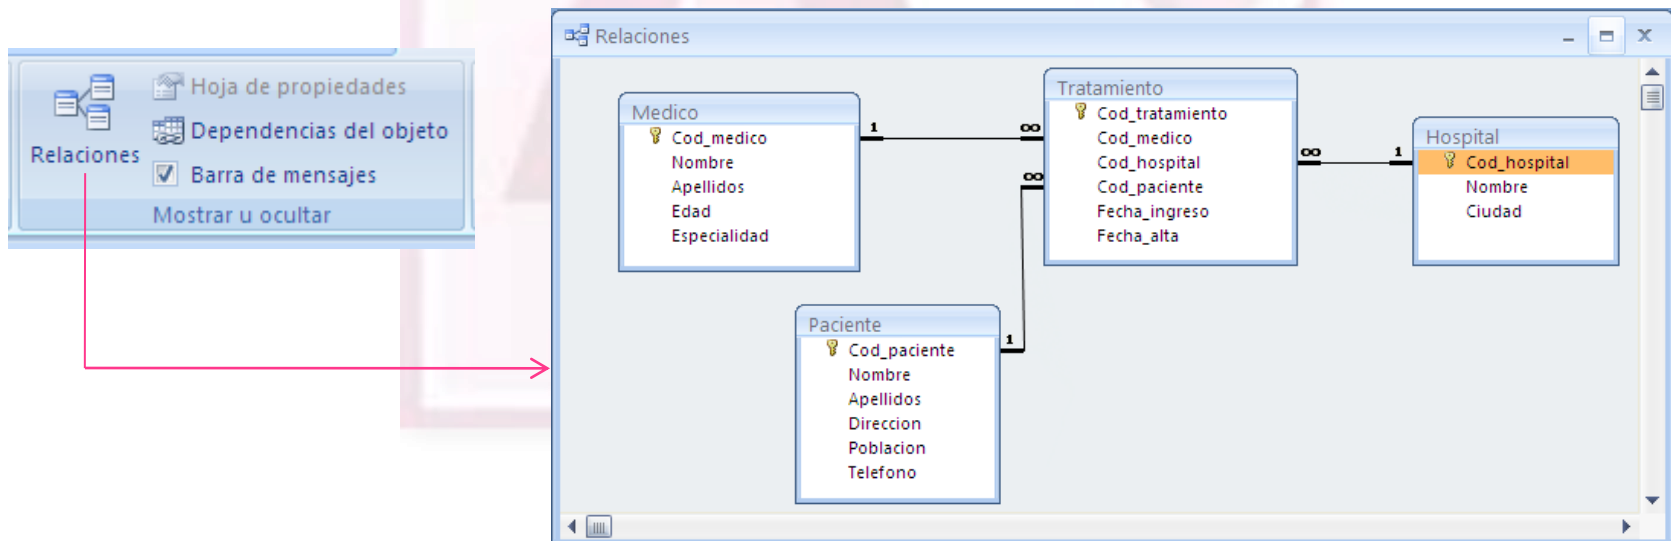 Relaciones
Hoja de propiedades
Dependencias del objeto
Barra de mensajes
Mostrar u ocultar
Relaciones
Medico
Cod_medico
Nombre
Apellidos
Edad
Especialidad
1
∞
Tratamiento
Cod_tratamiento
Cod_medico
Cod_hospital
Cod_paciente
Fecha_ingreso
Fecha_alta
∞
∞
1
Hospital
Cod_hospital
Nombre
Ciudad
Paciente
Cod_paciente
Nombre
Apellidos
Direccion
Poblacion
Telefono
1